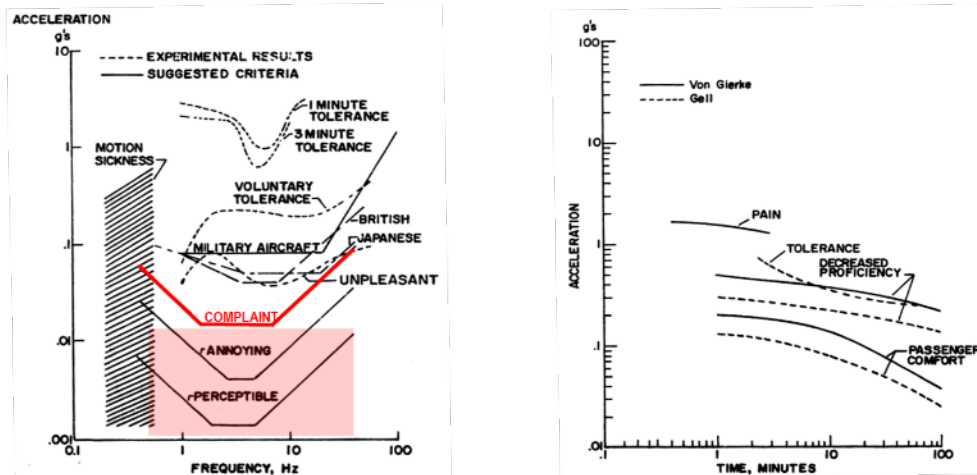 ACCELERATION
g's
10
1
.1
.01
.001
EXPERIMENTAL RESULTS
SUGGESTED CRITERIA
1 MINUTE
TOLERANCE
3 MINUTE
TOLERANCE
MOTION
SICKNESS
VOLUNTARY
TOLERANCE
BRITISH
MILITARY AIRCRAFT
JAPANESE
UNPLEASANT
COMPLAINT
ANNOYING
PERCEPTIBLE
0.1
1
10
100
FREQUENCY, Hz
g's
100
10
1
.1
.01
ACCELERATION
Von Gierke
Gell
PAIN
TOLERANCE
DECREASED
PROFICIENCY
PASSENGER
COMFORT
0.1
1
10
100
TIME, MINUTES